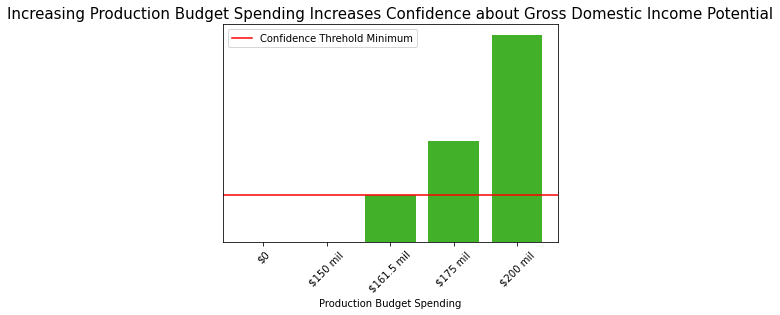 Increasing Production Budget Spending Increases Confidence about Gross Domestic Income Potential
Confidence Threhold Minimum
$0
$150 mil
$161.5 mil
$175 mil
$200 mil
Production Budget Spending